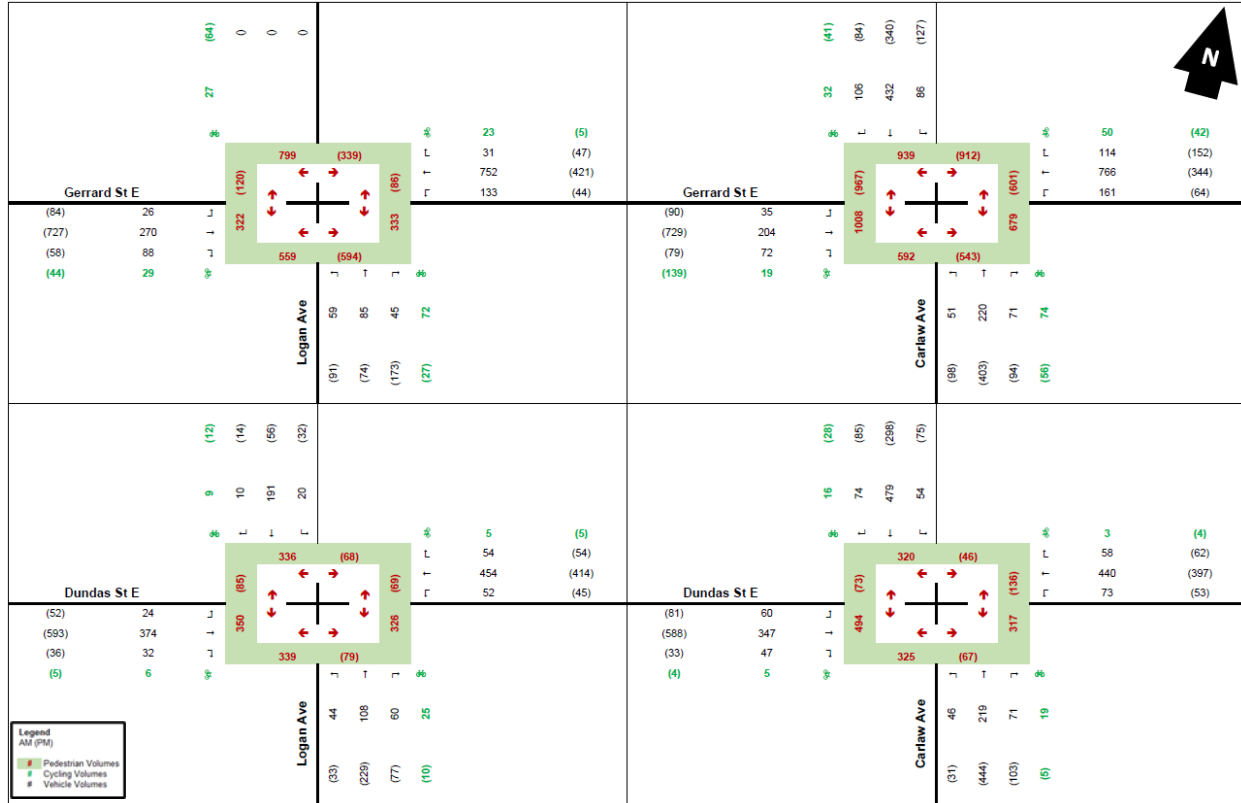 (64) 0 0 0
27
23 (5)
31 (47)
752 (421)
133 (44)
799 (339)
(120)
322
(86)
333
559 (594)
Gerrard St E
(84) 26
(727) 270
(58) 88
(44) 29
Logan Ave
59 85 45 72
(91) (74) (173) (27)
(41) (84) (340) (127)
32 106 432 86
N
50 (42)
114 (152)
766 (344)
161 (64)
939 (912)
(967)
1008
(601)
679
592 (543)
Gerrard St E
(90) 35
(729) 204
(79) 72
(139) 19
Carlaw Ave
51 220 71 74
(98) (403) (94) (56)
(12) (14) (56) (32)
9 10 191 20
5 (5)
54 (54)
454 (414)
52 (45)
336 (68)
(85)
350
(69)
326
339 (79)
Dundas St E
(52) 24
(593) 374
(36) 32
(5) 6
Logan Ave
44 108 60 25
(33) (229) (77) (10)
Legend
AM (PM)
# Pedestrian Volumes
# Cycling Volumes
# Vehicle Volumes
(28) (85) (298) (75)
16 74 479 54
3 (4)
58 (62)
440 (397)
73 (53)
320 (46)
(73)
494
(136)
317
325 (67)
Dundas St E
(81) 60
(588) 347
(33) 47
(4) 5
Carlaw Ave
46 219 71 19
(31) (444) (103) (5)